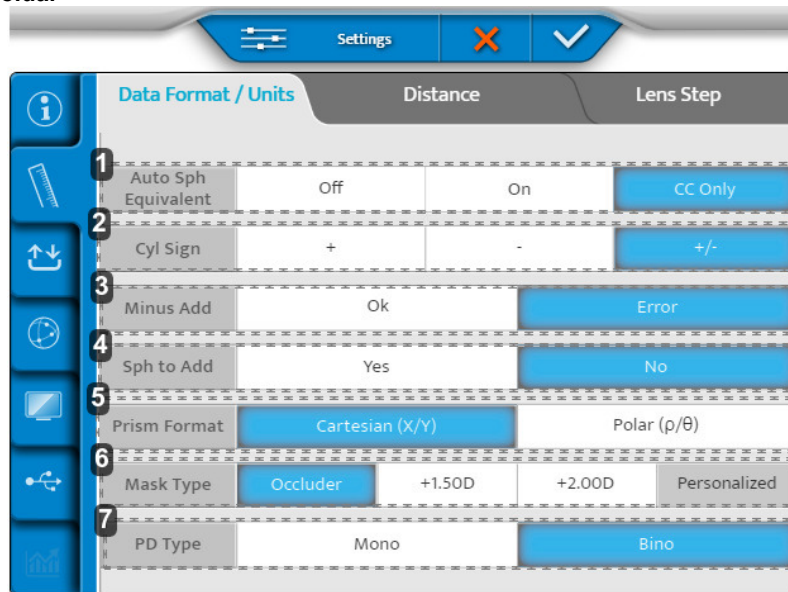 Settings
Data Format / Units Distance Lens Step
1
Auto Sph
Equivalent Off On CC Only
2
Cyl Sign + - +/-
3
Minus Add Ok Error
4
Sph to Add Yes No
5
Prism Format Cartesian (X/Y) Polar (ρ/θ)
6
Mask Type Occluder +1.50D +2.00D Personalized
7
PD Type Mono Bino